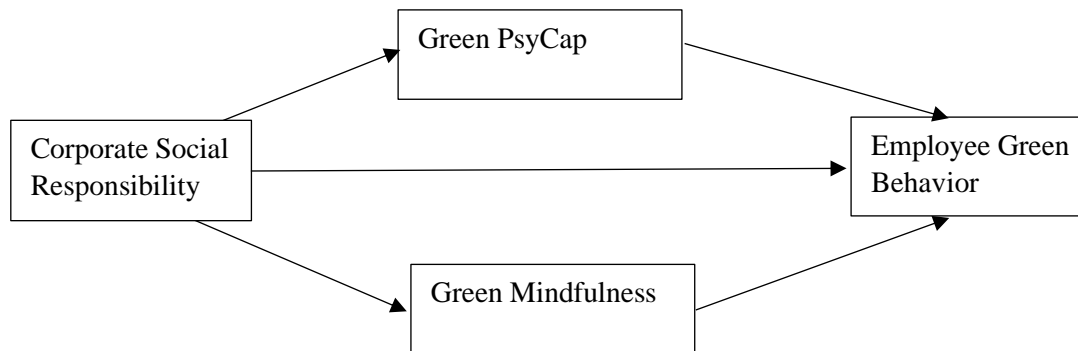 Green PsyCap
Corporate Social
Responsibility
Employee Green
Behavior
Green Mindfulness